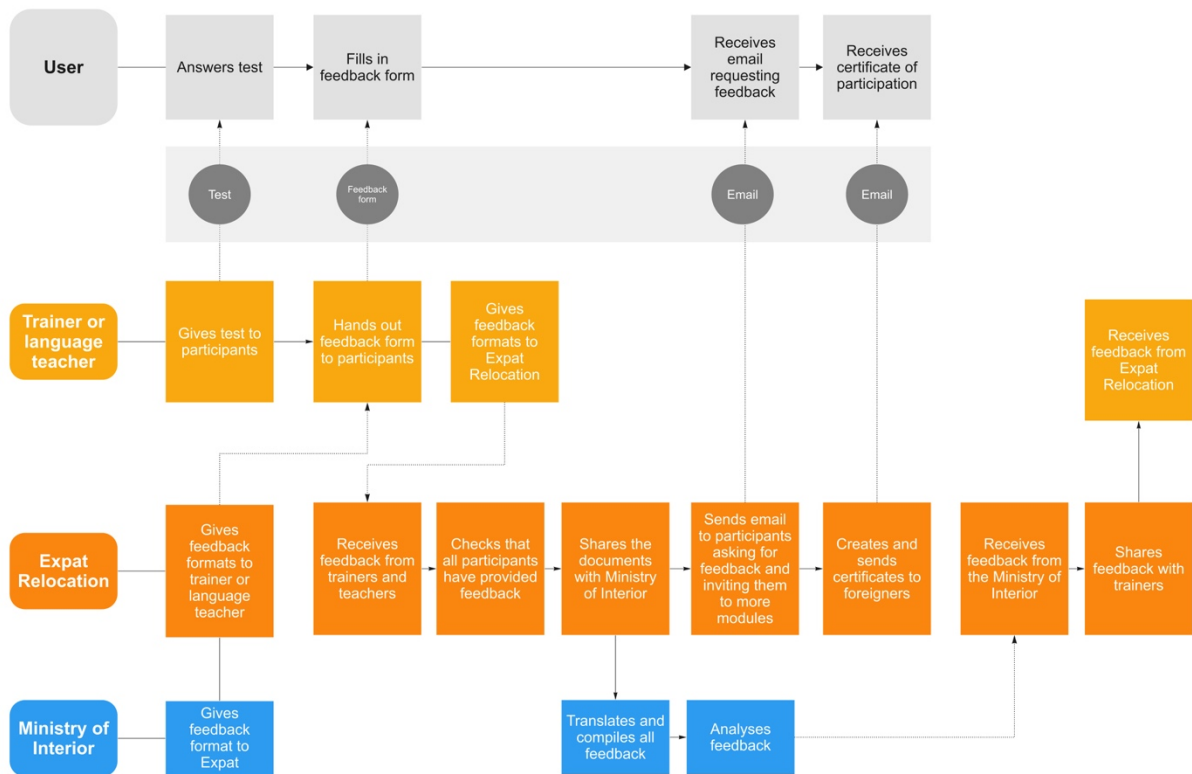 User
Answers test
Fills in
feedback form
Receives
email
requesting
feedback
Receives
certificate of
participation
Test
Feedback
form
Email
Email
Trainer or
language
teacher
Gives test to
participants
Hands out
feedback form
to participants
Gives
feedback
formats to
Expat
Relocation
Receives
feedback from
Expat
Relocation
Expat
Relocation
Gives
feedback
formats to
trainer or
language
teacher
Receives
feedback from
trainers and
teachers
Checks that
all participants
have provided
feedback
Shares the
documents
with Ministry
of Interior
Sends email
to participants
asking for
feedback and
inviting them
to more
modules
Creates and
sends
certificates to
foreigners
Receives
feedback from
the Ministry of
Interior
Shares
feedback with
trainers
Ministry of
Interior
Gives
feedback
format to
Expat
Translates and
compiles all
feedback
Analyses
feedback